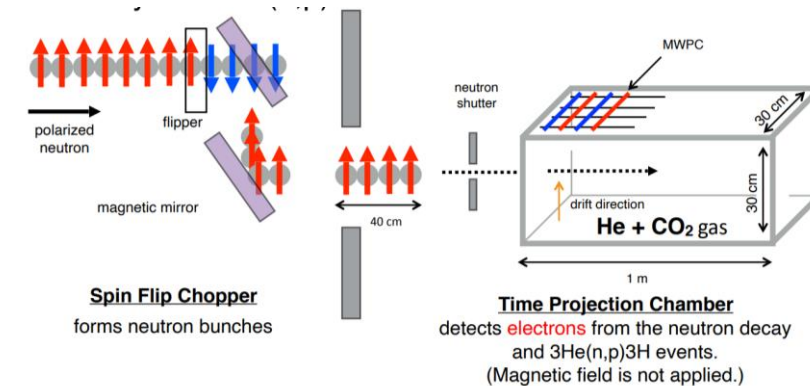 flipper
polarized
neutron
magnetic mirror
40 cm
Spin Flip Chopper
forms neutron bunches
MWPC
neutron
shutter
30 cm
30 cm
drift direction
He + CO₂ gas
1 m
Time Projection Chamber
detects electrons from the neutron decay
and 3He(n,p)3H events.
(Magnetic field is not applied.)